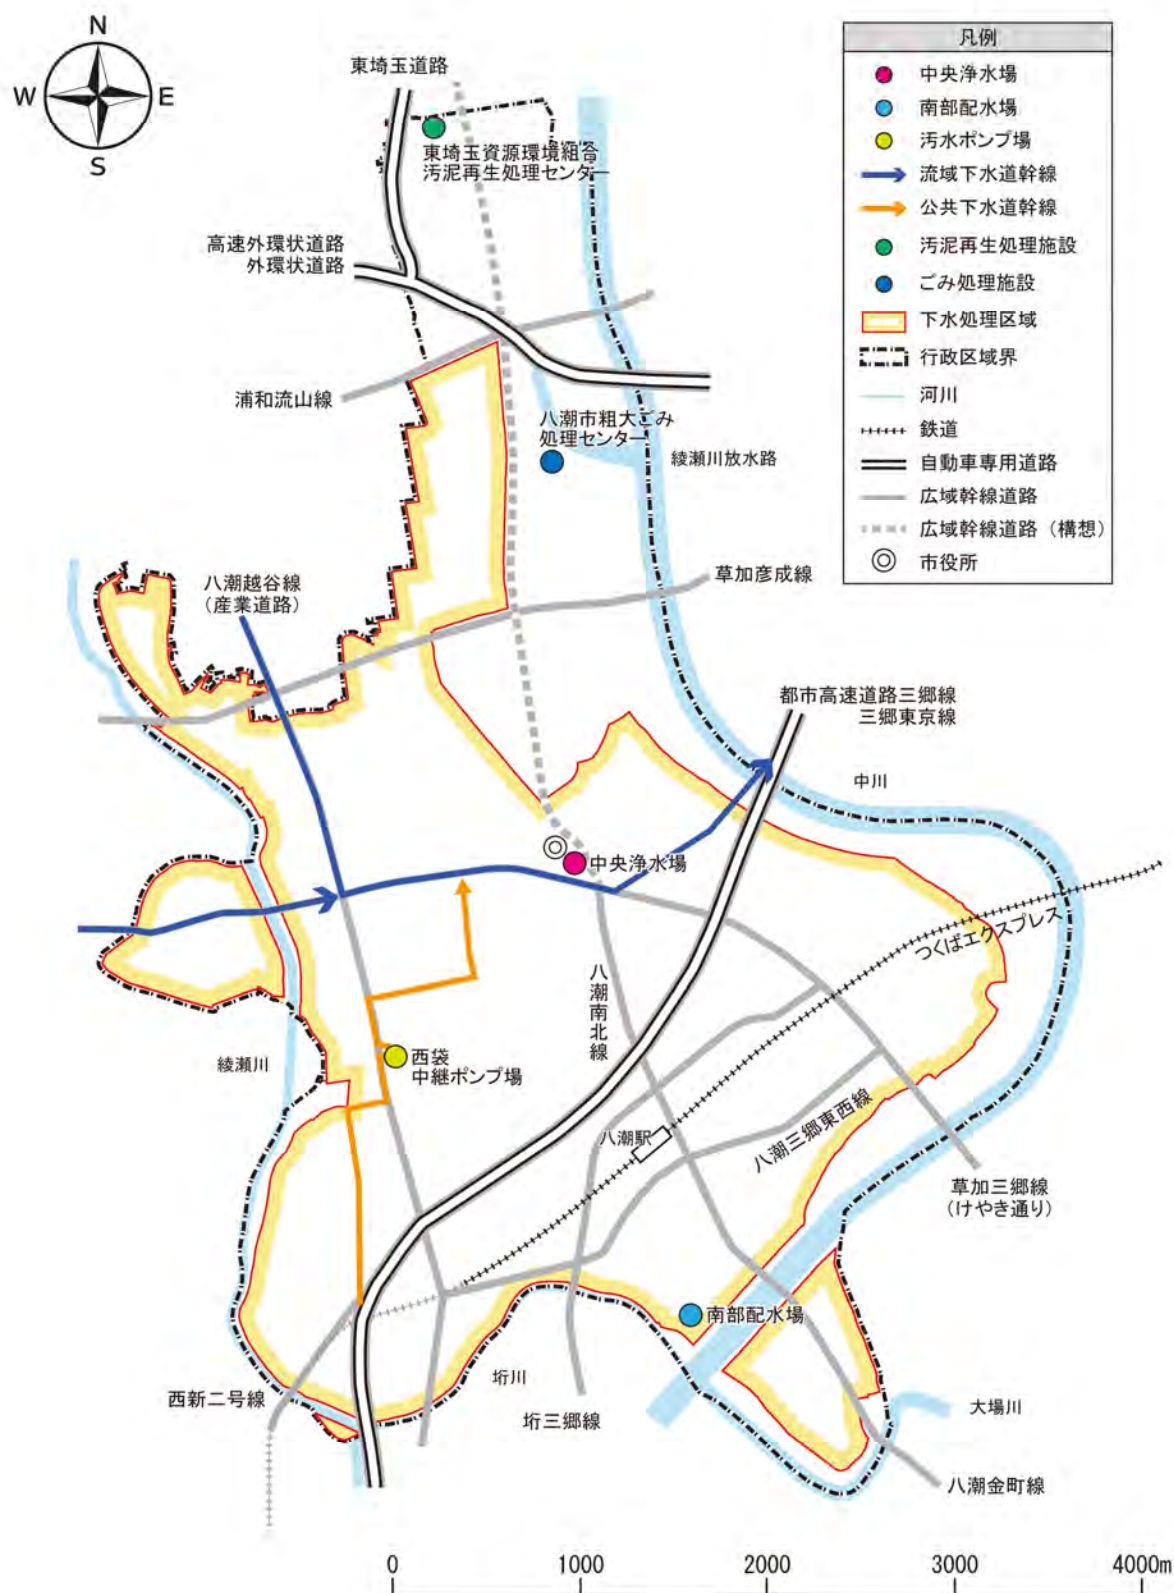 N
W
E
S
凡例
中央浄水場
南部配水場
汚水ポンプ場
流域下水道幹線
公共下水道幹線
汚泥再生処理施設
ごみ処理施設
下水処理区域
行政区域界
河川
鉄道
自動車専用道路
広域幹線道路
広域幹線道路（構想）
市役所
東埼玉道路
東埼玉資源環境組合
汚泥再生処理センター
高速外環状道路
外環状道路
浦和流山線
八潮市粗大ごみ
処理センター
綾瀬川放水路
草加彦成線
八潮越谷線
（産業道路）
都市高速道路三郷線
三郷東京線
中川
中央浄水場
つくばエクスプレス
八潮南北線
綾瀬川
西袋
中継ポンプ場
八潮駅
八潮三郷東西線
草加三郷線
（けやき通り）
南部配水場
垳川
西新二号線
垳三郷線
大場川
八潮金町線
0
1000
2000
3000
4000m